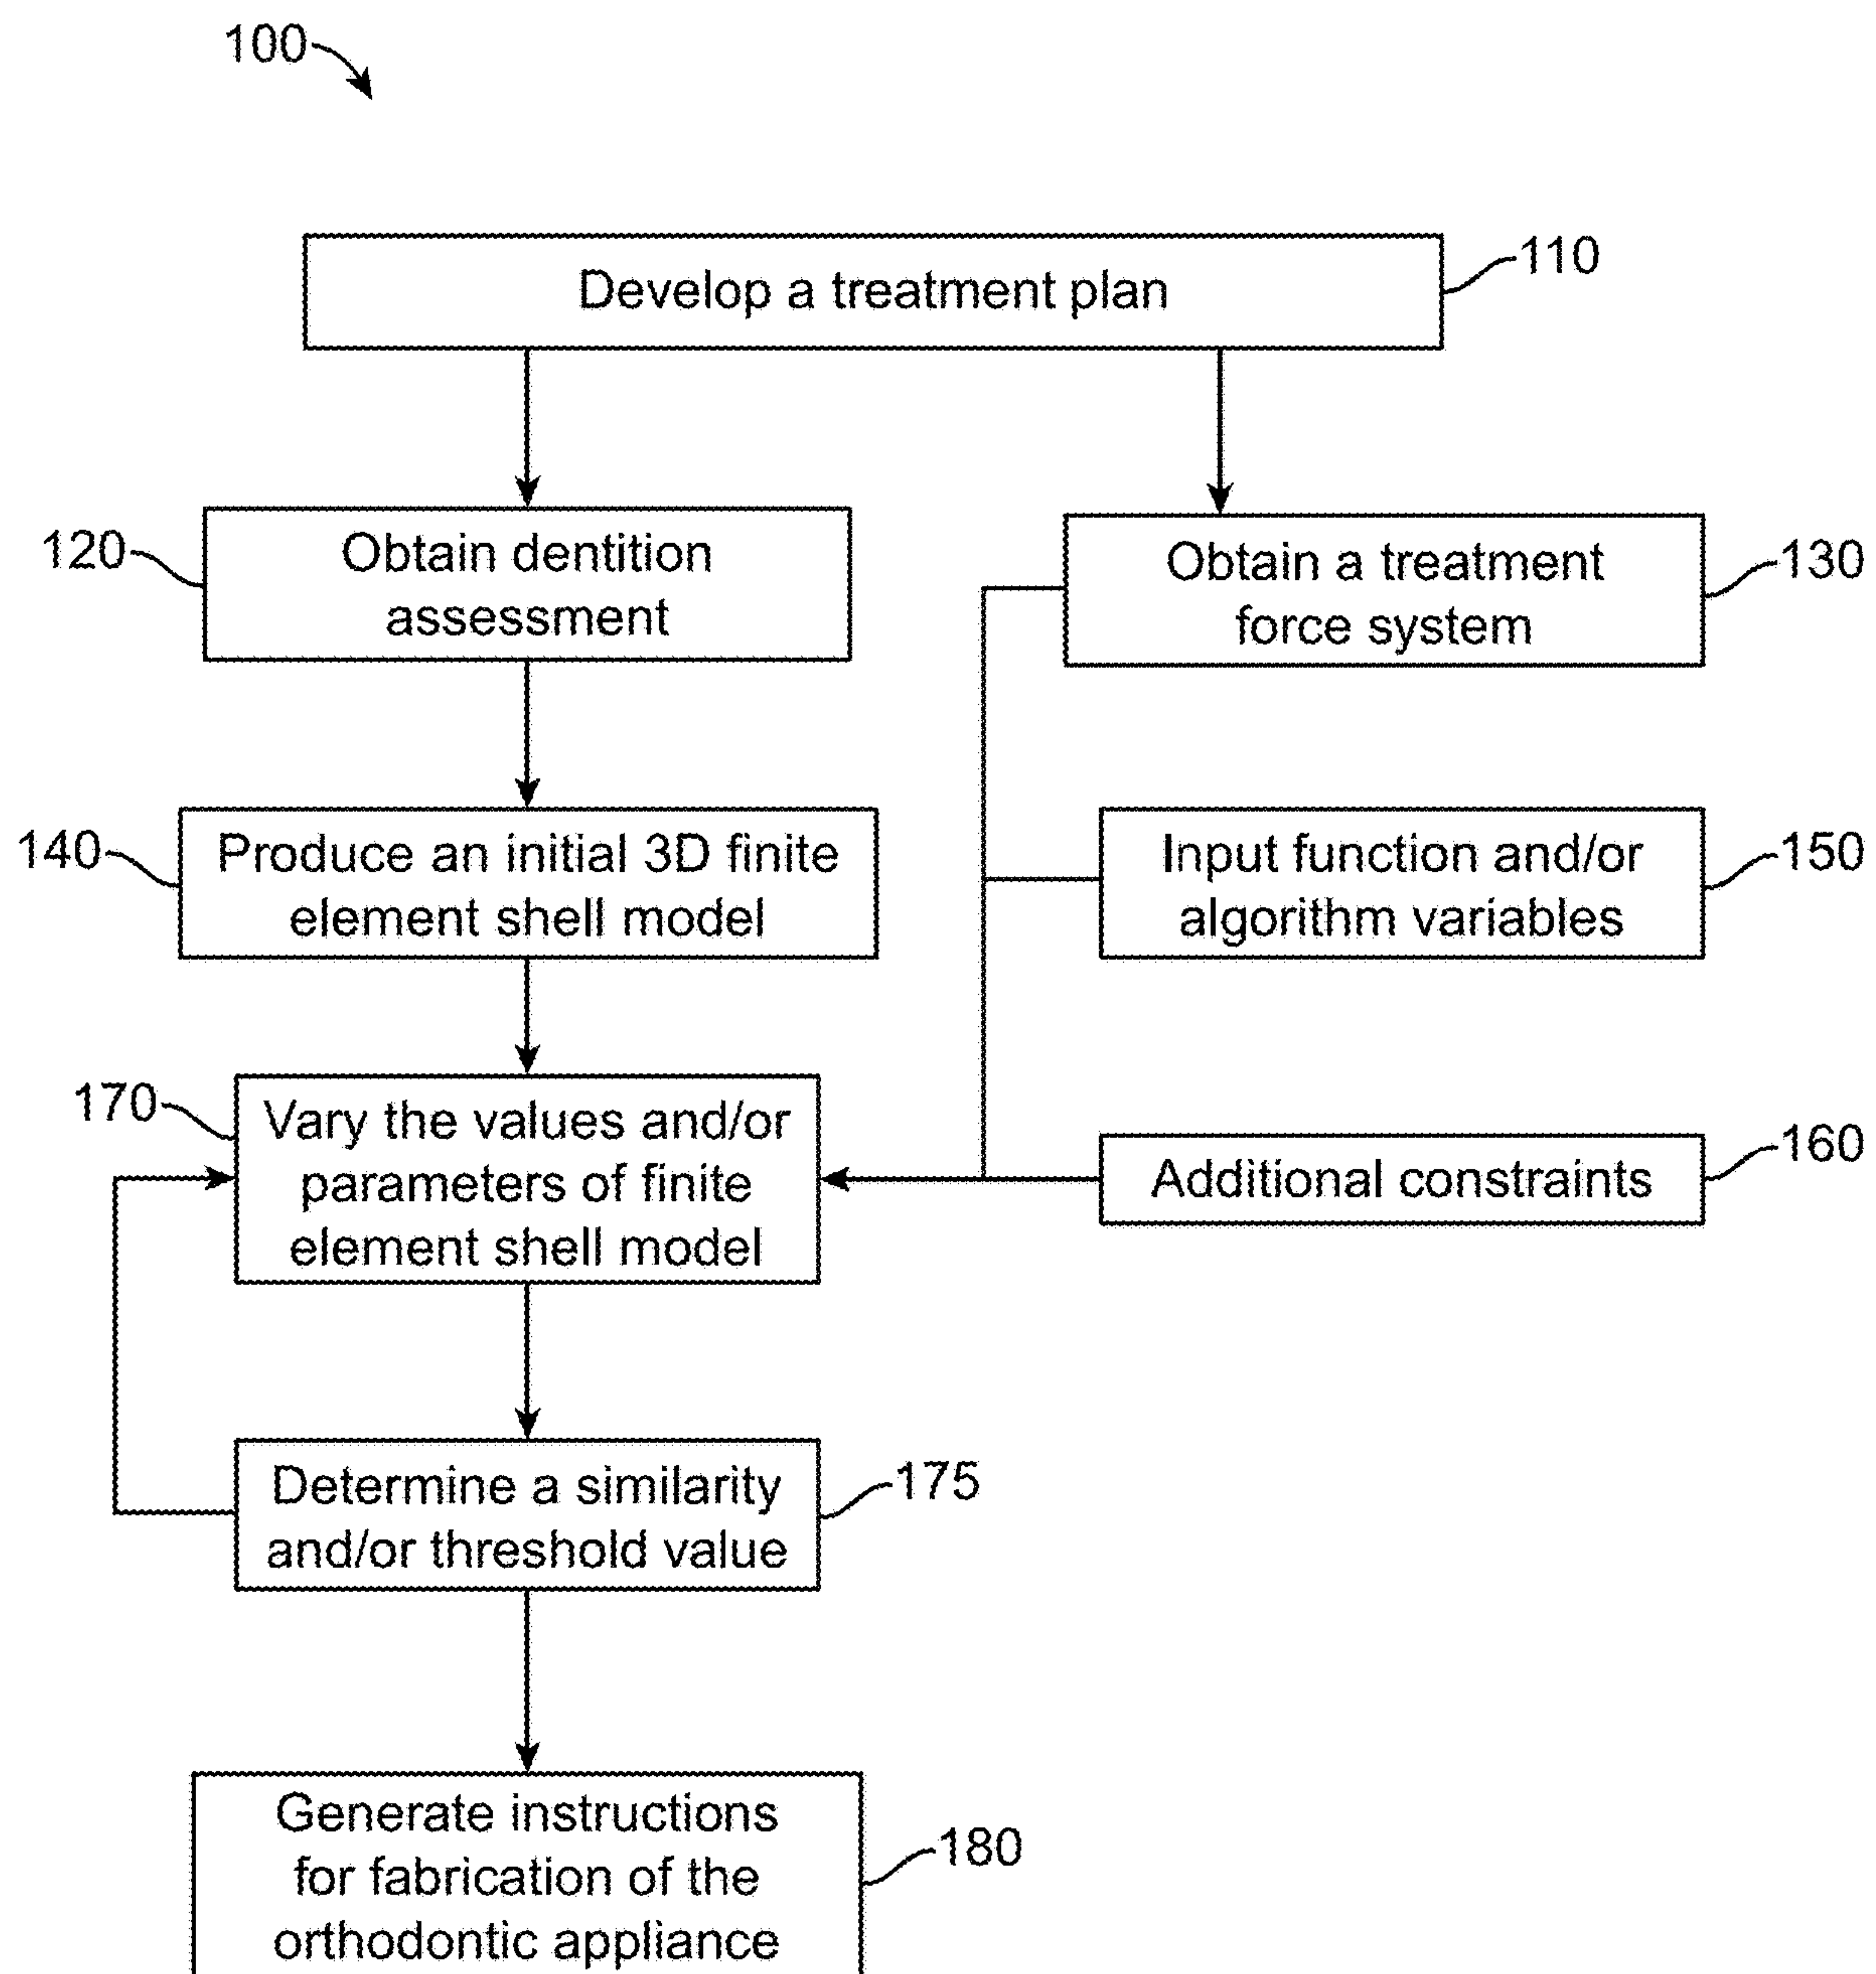 100
Develop a treatment plan
110
120
Obtain dentition
assessment
Obtain a treatment
force system
130
140
Produce an initial 3D finite
element shell model
Input function and/or
algorithm variables
150
170
Vary the values and/or
parameters of finite
element shell model
Additional constraints
160
Determine a similarity
and/or threshold value
175
Generate instructions
for fabrication of the
orthodontic appliance
180